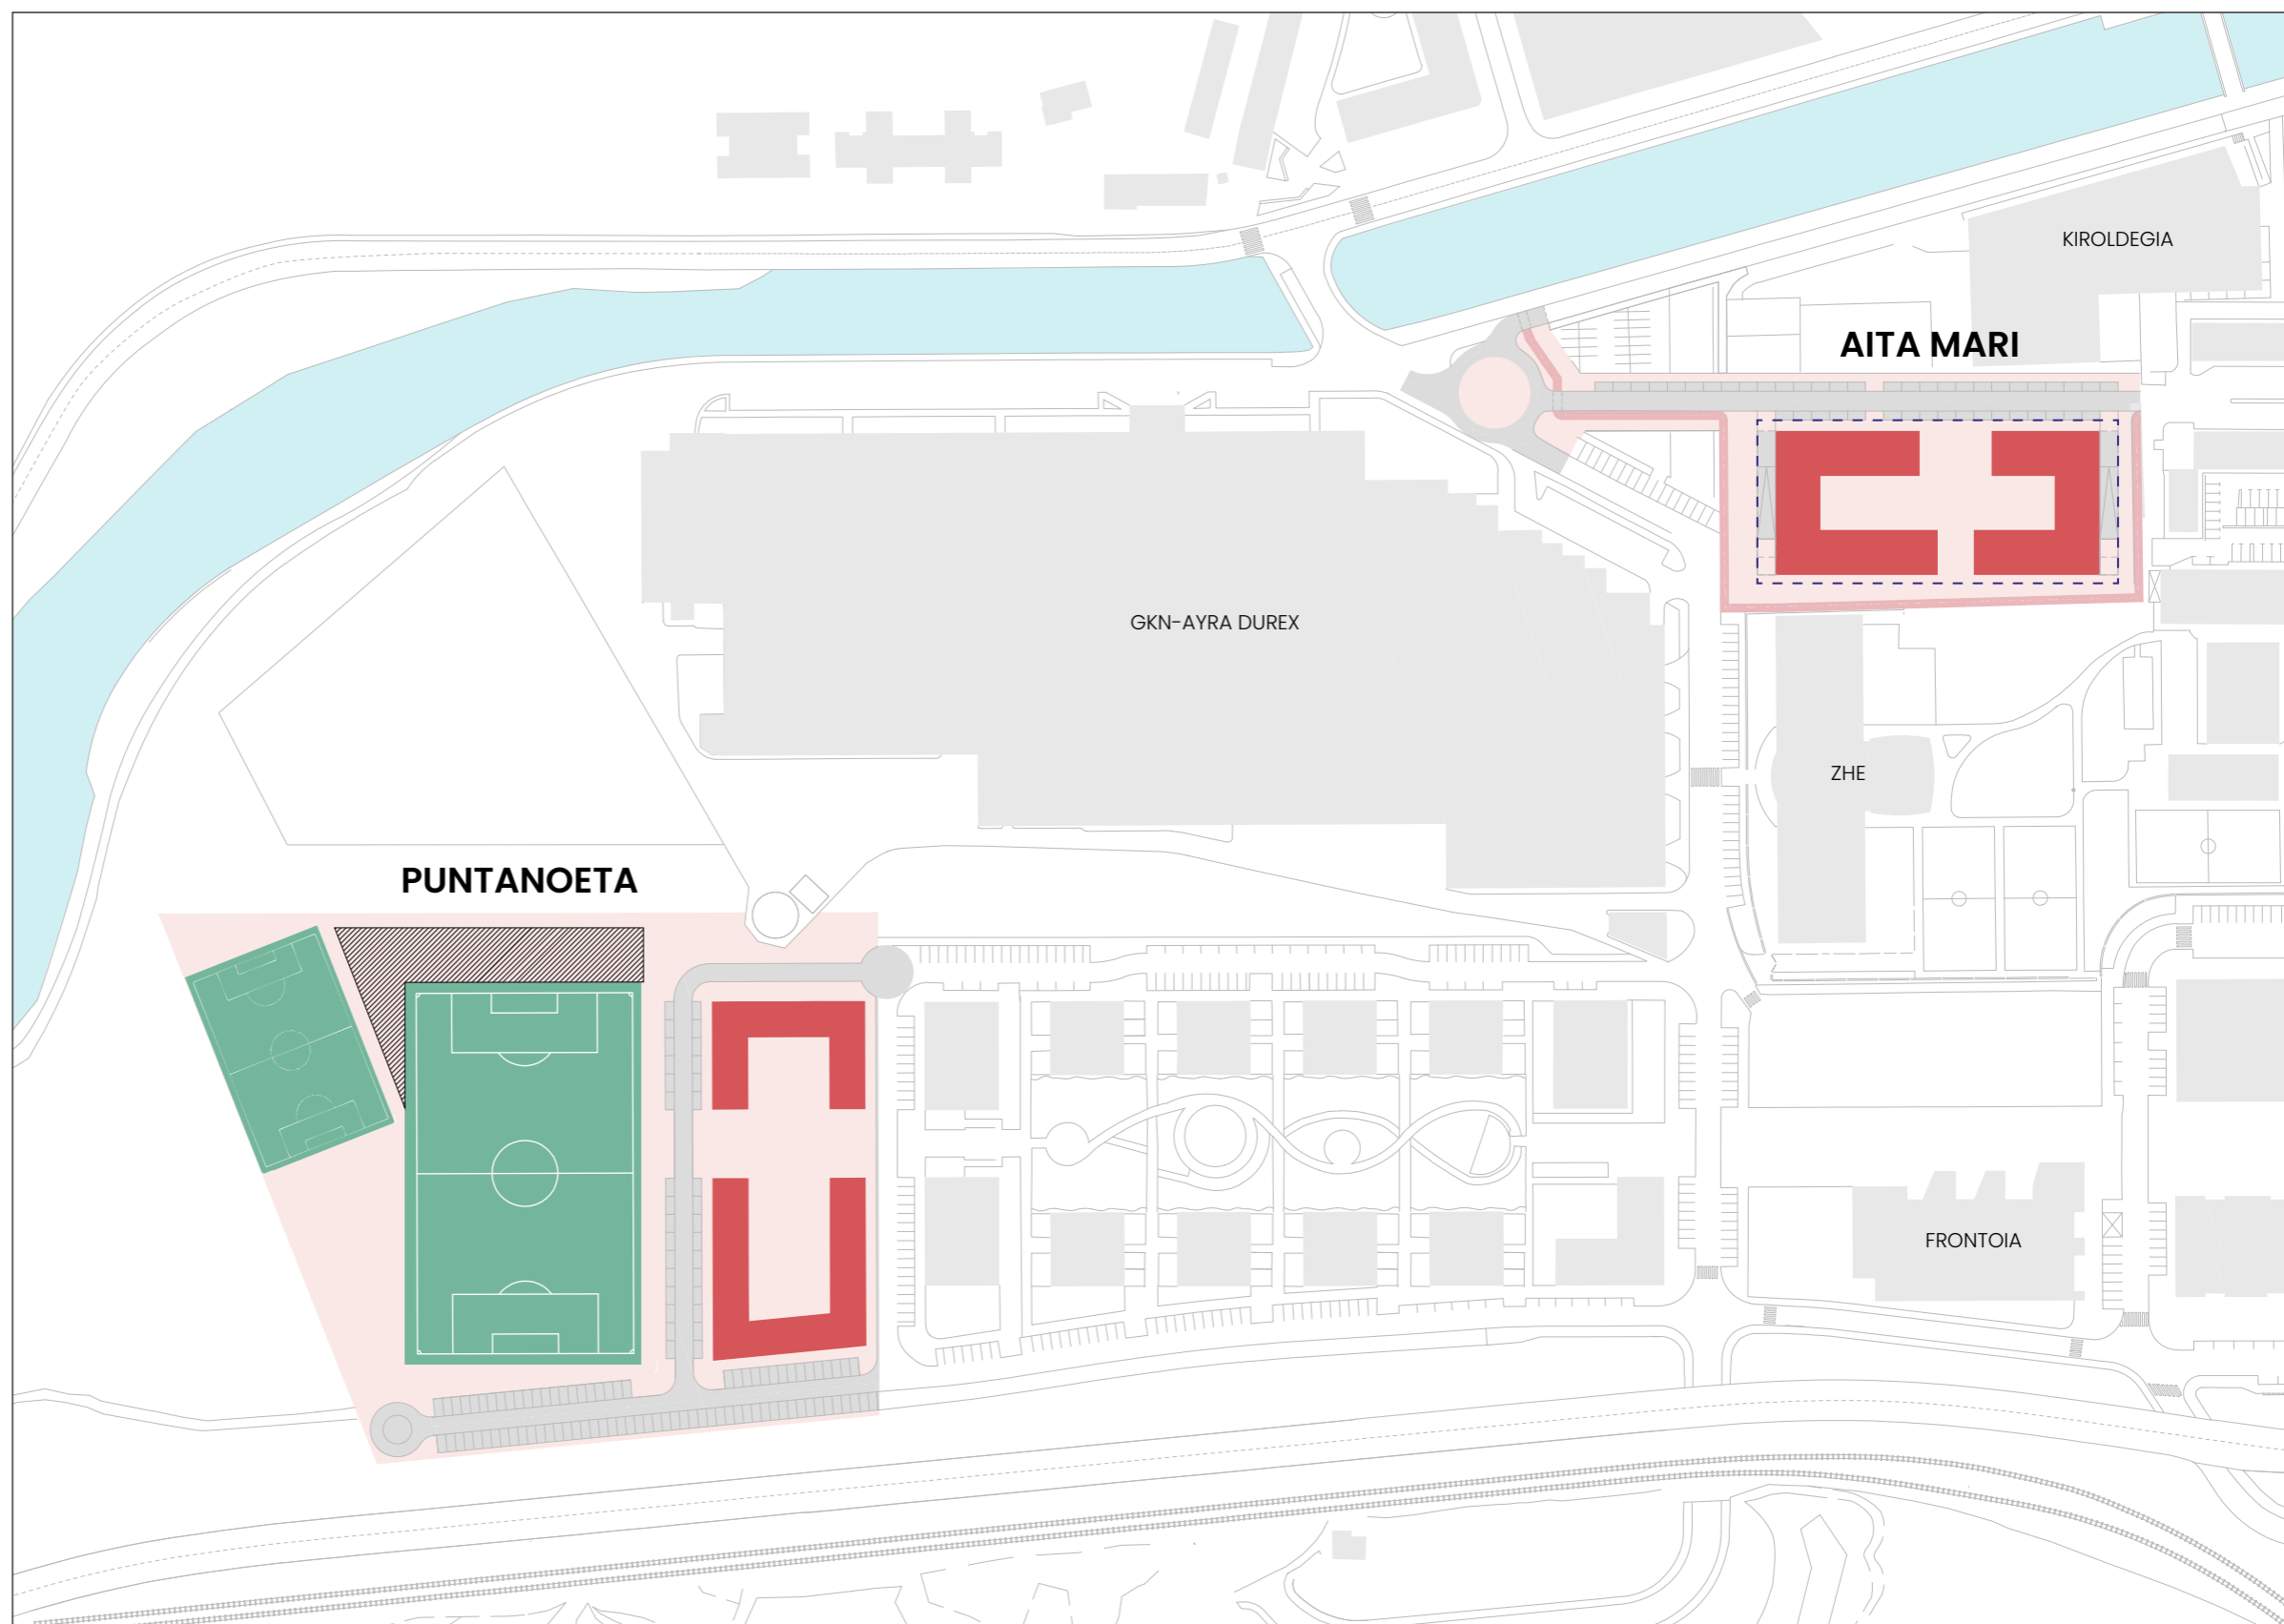 KIROLDEGIA
AITA MARI
GKN-AYRA DUREX
ZHE
PUNTANOETA
FRONTOIA